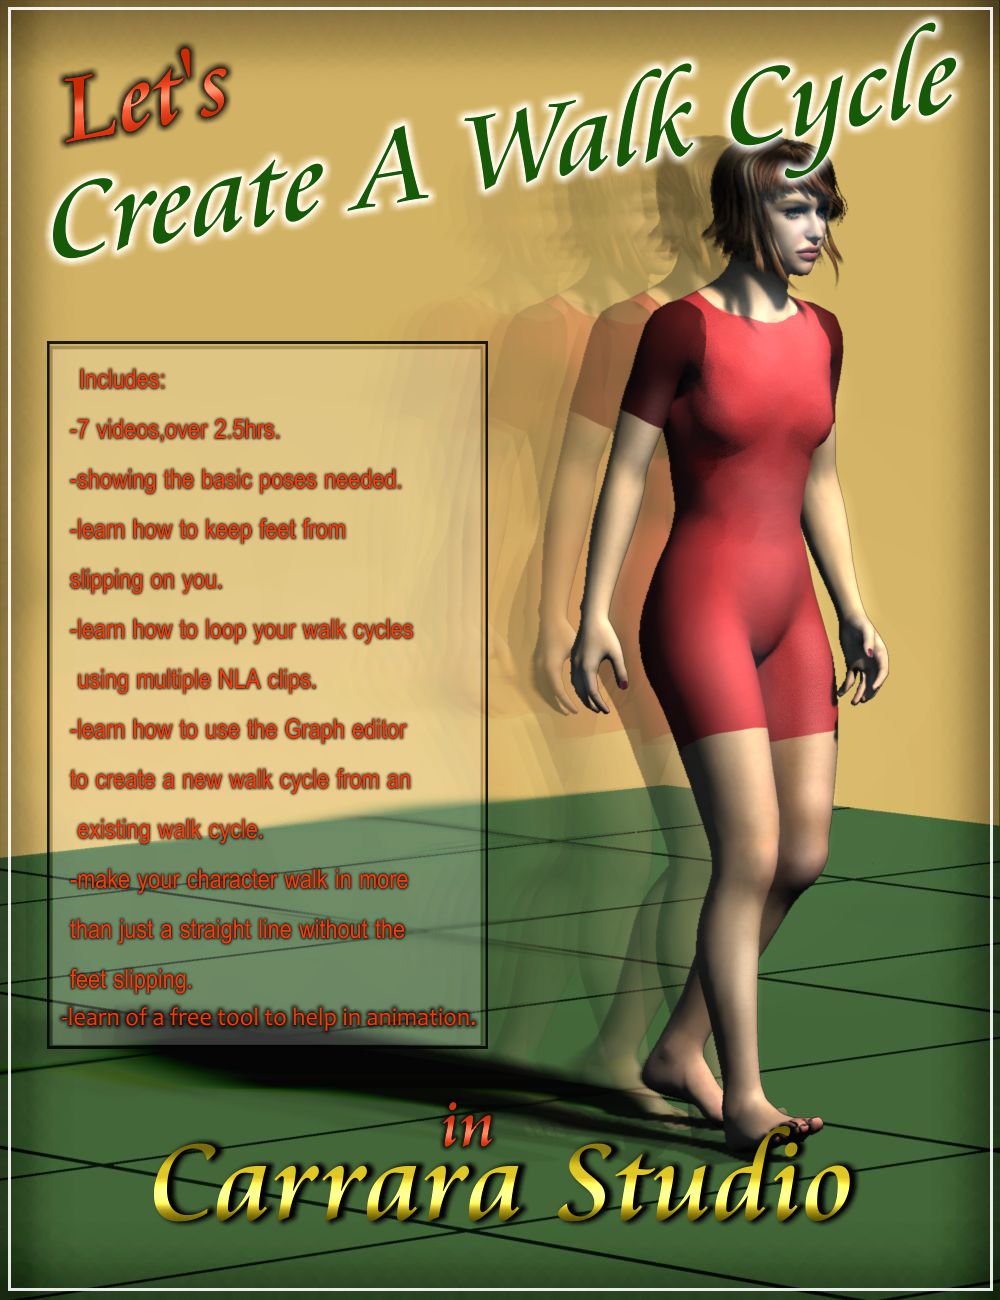 Let's
Create A Walk Cycle
Includes:
-7 videos,over 2.5hrs.
-showing the basic poses needed.
-learn how to keep feet from
slipping on you.
-learn how to loop your walk cycles
using multiple NLA clips.
-learn how to use the Graph editor
to create a new walk cycle from an
existing walk cycle.
-make your character walk in more
than just a straight line without the
feet slipping.
-learn of a free tool to help in animation.
in
Carrara Studio